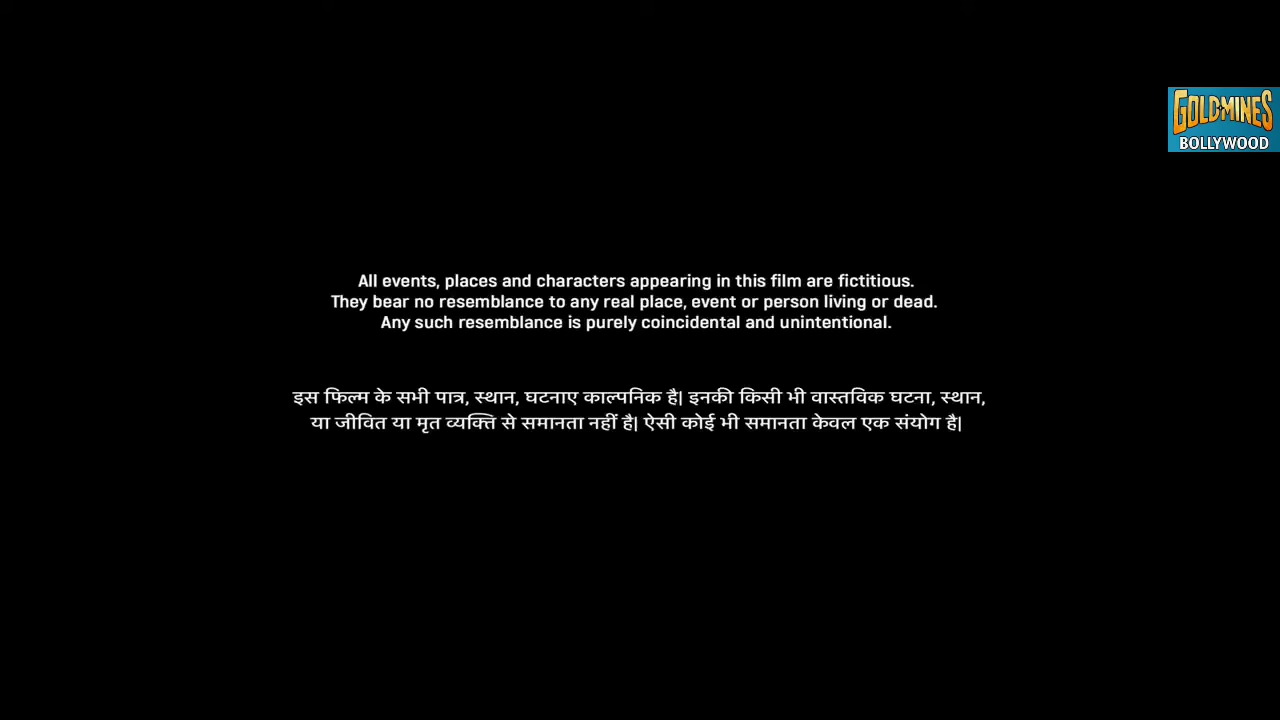 GOLDMINES
BOLLYWOOD
All events, places and characters appearing in this film are fictitious.
They bear no resemblance to any real place, event or person living or dead.
Any such resemblance is purely coincidental and unintentional.
इस फिल्म के सभी पात्र, स्थान, घटनाए काल्पनिक है| इनकी किसी भी वास्तविक घटना, स्थान,
या जीवित या मृत व्यक्ति से समानता नहीं है| ऐसी कोई भी समानता केवल एक संयोग है|